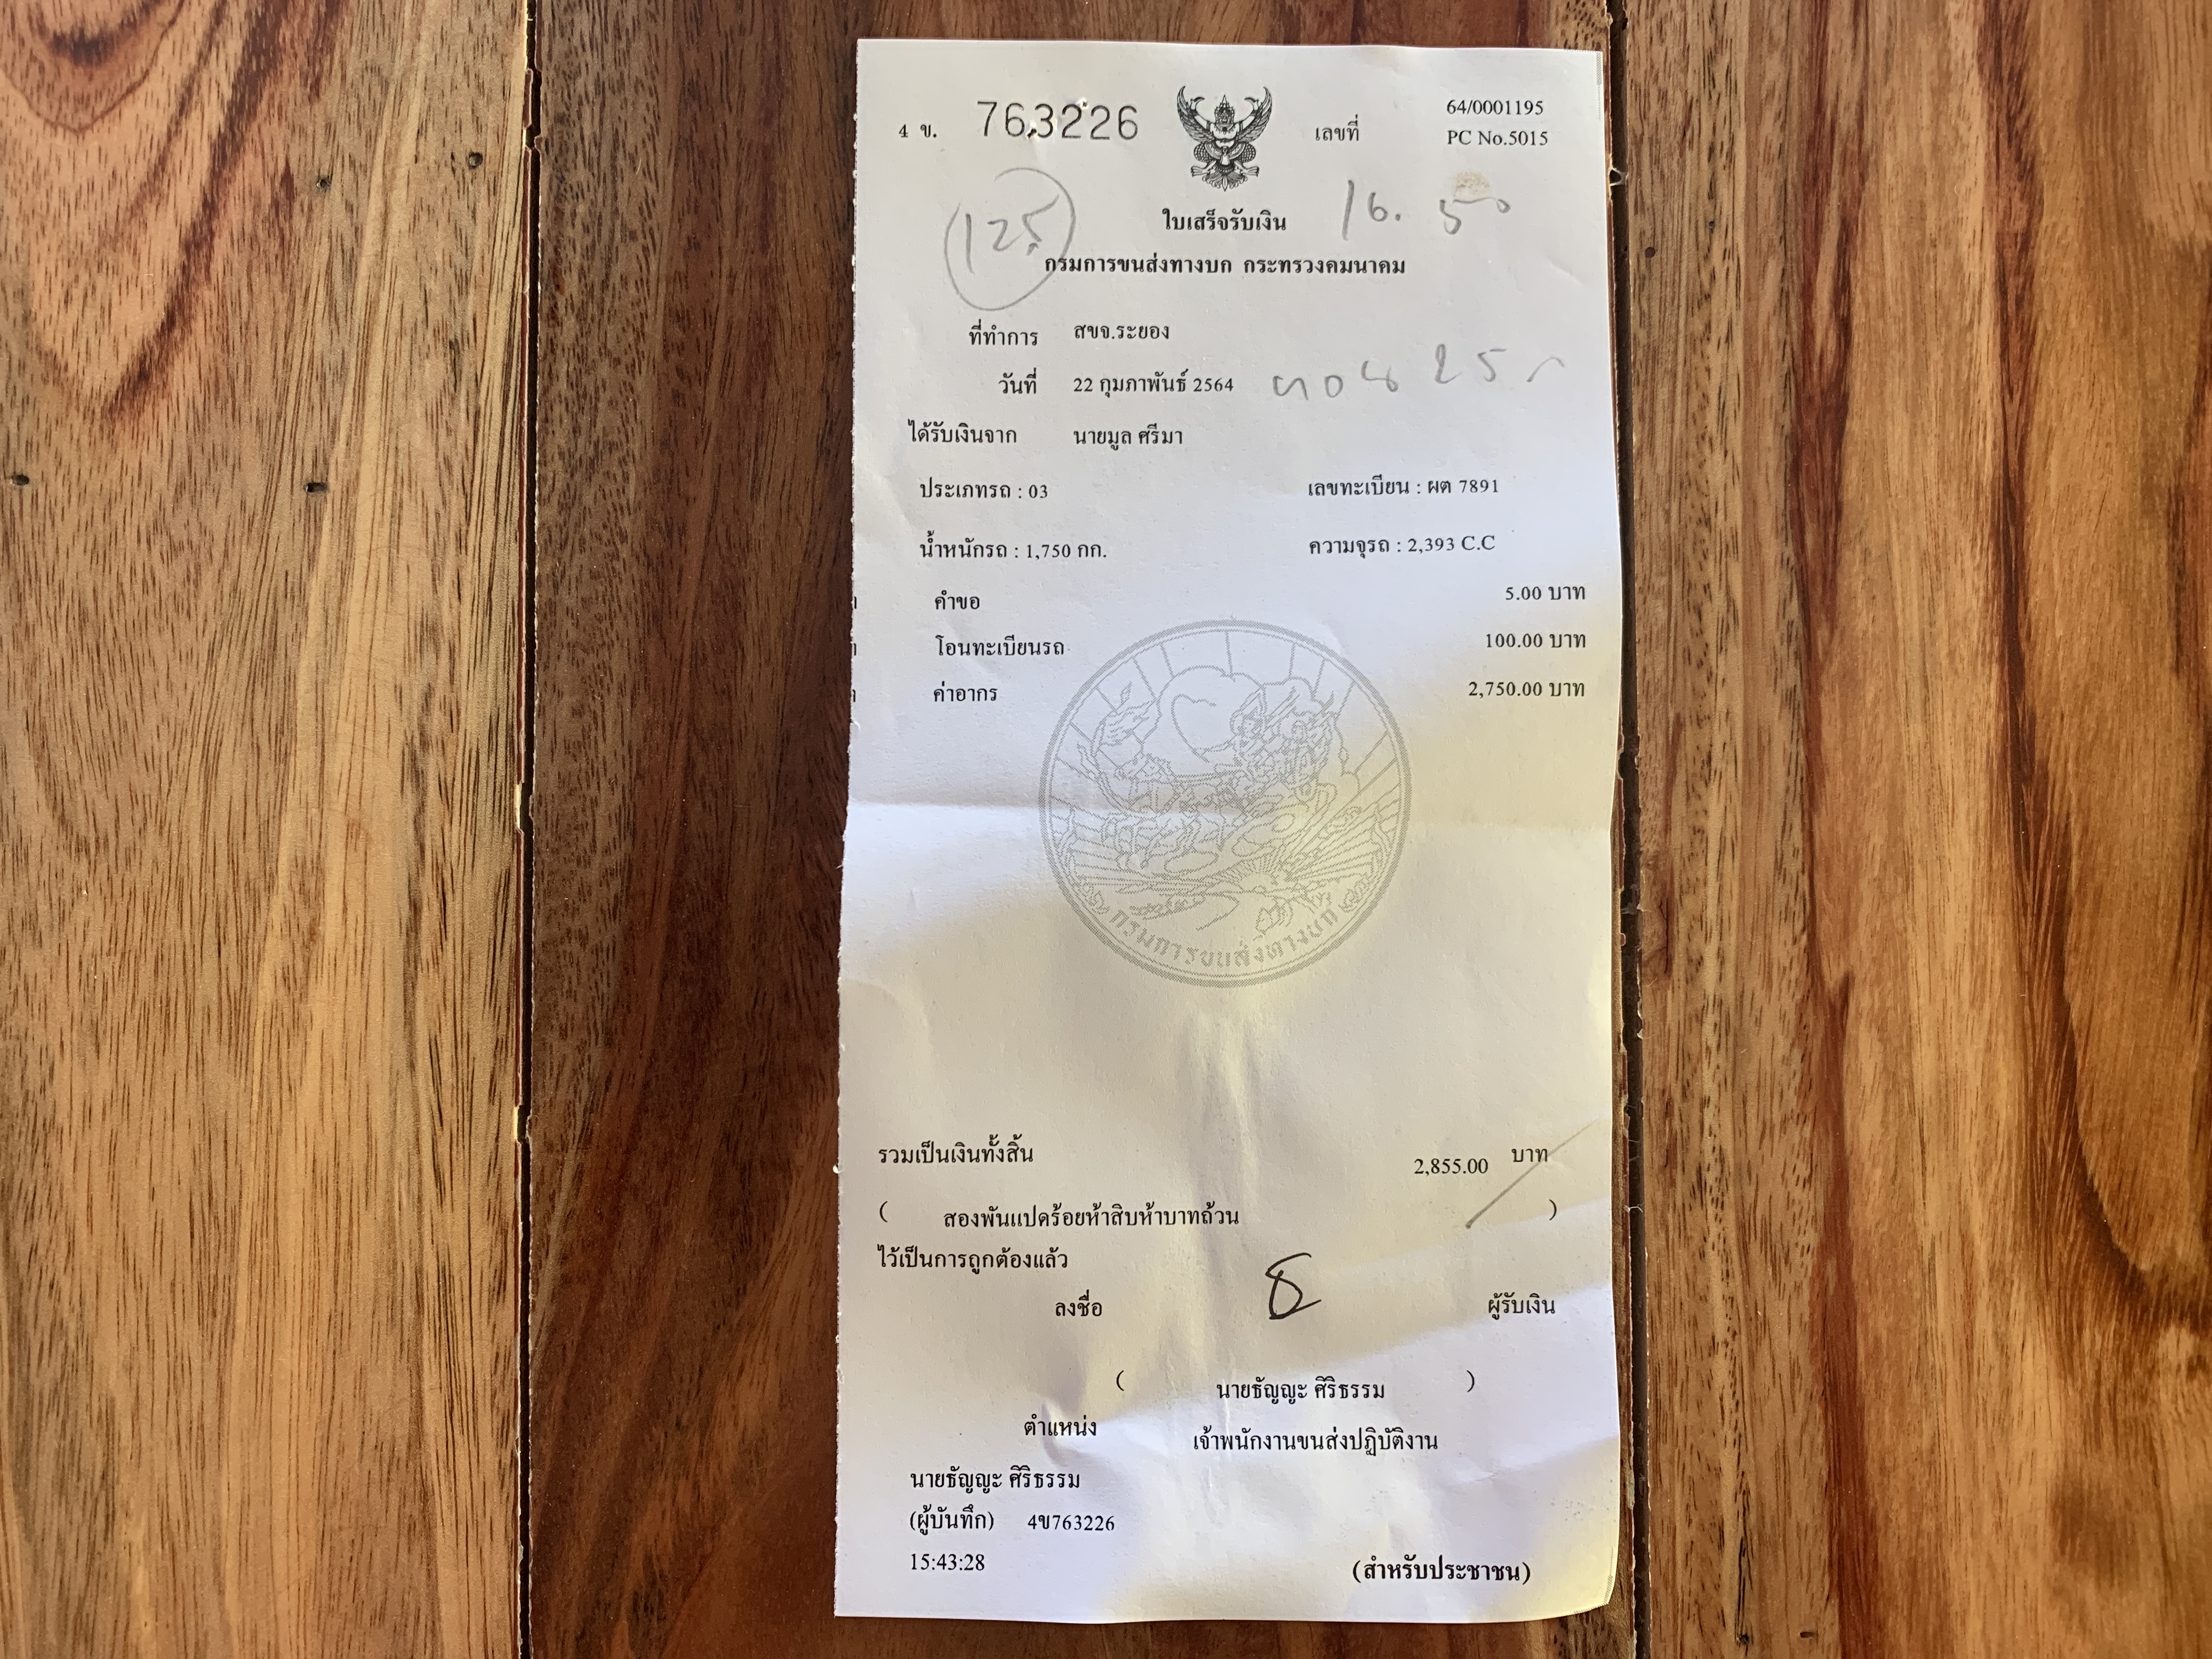 4 ข. 763226 เลขที่ 64/0001195
PC No.5015
125 ใบเสร็จรับเงิน 16. 50
กรมการขนส่งทางบก กระทรวงคมนาคม
ที่ทำการ สขจ.ระยอง
วันที่ 22 กุมภาพันธ์ 2564
ได้รับเงินจาก นายมูล ศรีมา
ประเภทรถ : 03 เลขทะเบียน : ผต 7891
น้ำหนักรถ : 1,750 กก. ความจุรถ : 2,393 C.C
คำขอ 5.00 บาท
โอนทะเบียนรถ 100.00 บาท
ค่าอากร 2,750.00 บาท
กรมการขนส่งทางบก
รวมเป็นเงินทั้งสิ้น 2,855.00 บาท
( สองพันแปดร้อยห้าสิบห้าบาทถ้วน )
ไว้เป็นการถูกต้องแล้ว
ลงชื่อ ผู้รับเงิน
( นายธัญญะ ศิริธรรม )
ตำแหน่ง เจ้าพนักงานขนส่งปฏิบัติงาน
นายธัญญะ ศิริธรรม
(ผู้บันทึก) 4ข763226
15:43:28 (สำหรับประชาชน)